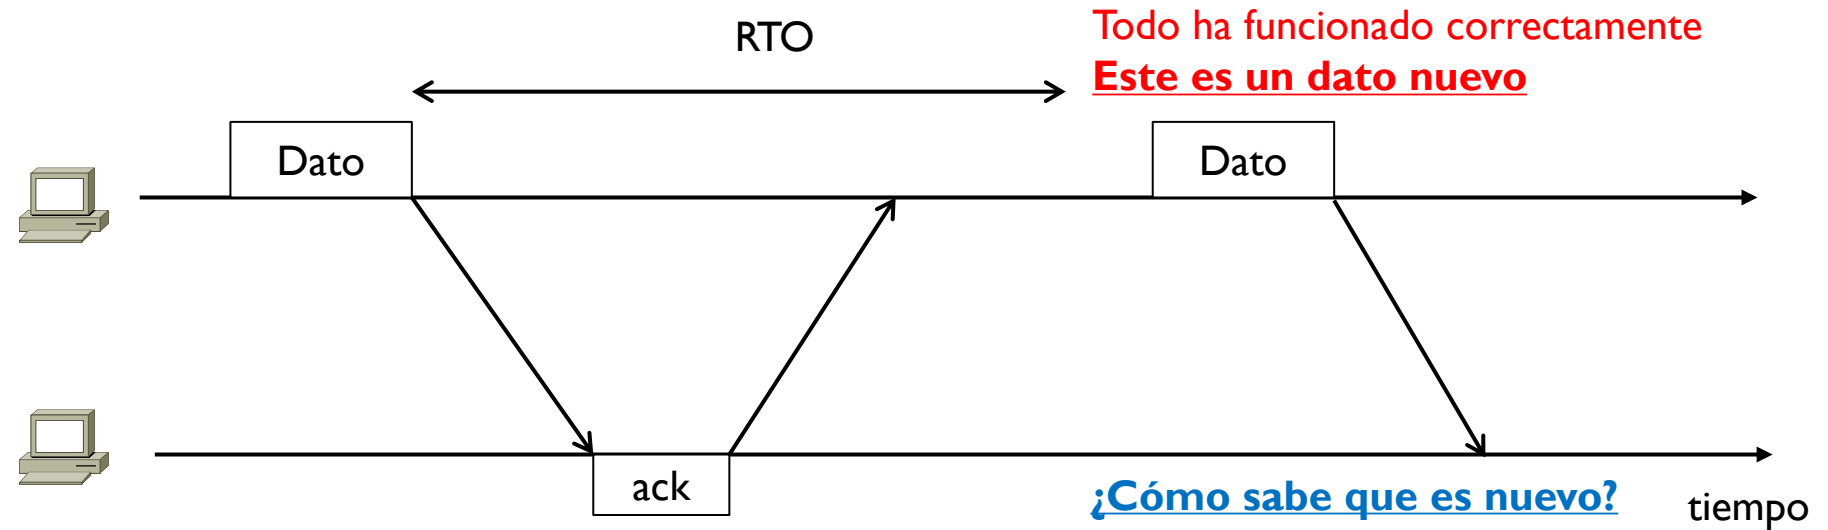 RTO
Todo ha funcionado correctamente
Este es un dato nuevo
Dato
Dato
ack
¿Cómo sabe que es nuevo?
tiempo